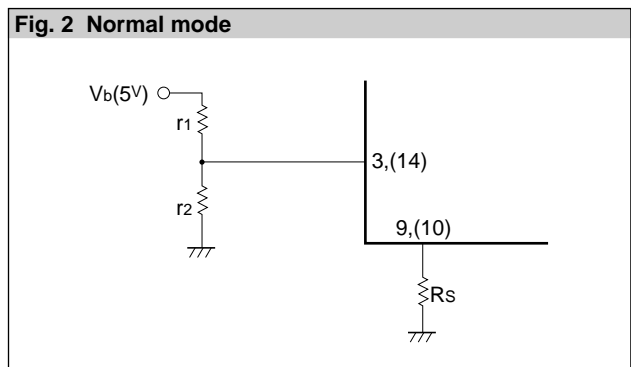 Fig. 2 Normal mode
Vb(5V)
r1
3,(14)
r2
9,(10)
RS